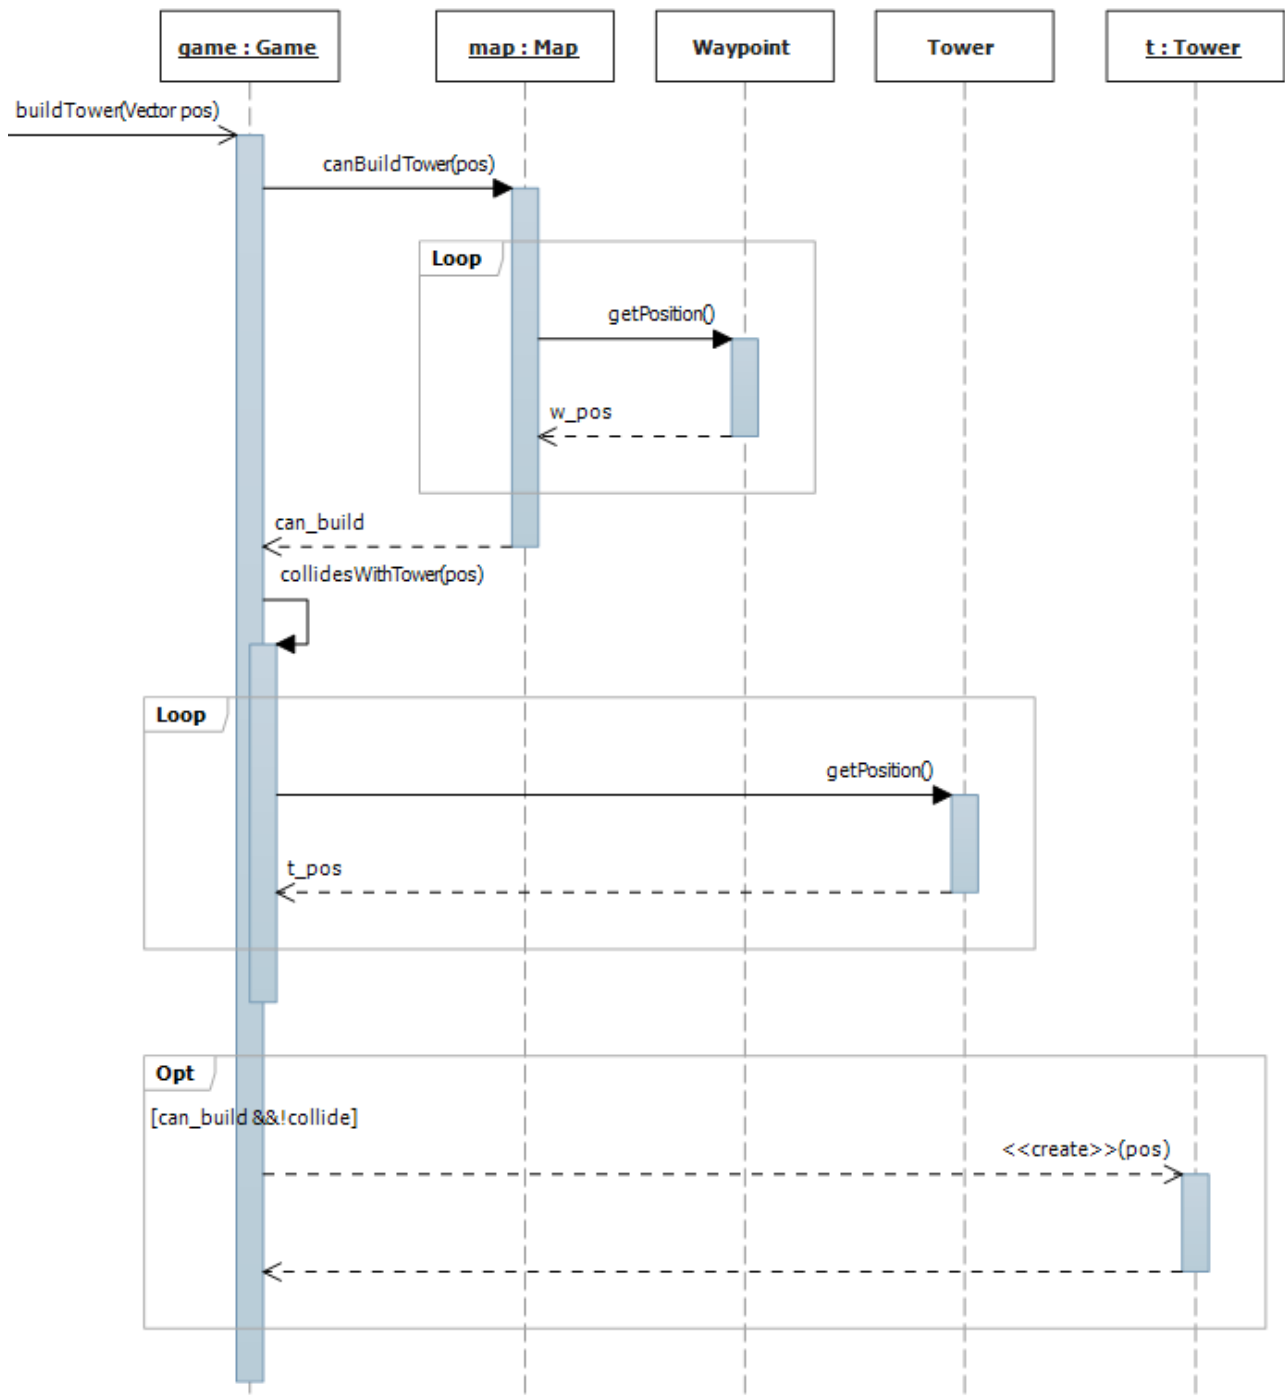 game : Game
map : Map
Waypoint
Tower
t : Tower
buildTower(Vector pos)
canBuildTower(pos)
Loop
getPosition()
w_pos
can_build
collidesWithTower(pos)
Loop
getPosition()
t_pos
Opt
[can_build &&!collide]
<<create>>(pos)